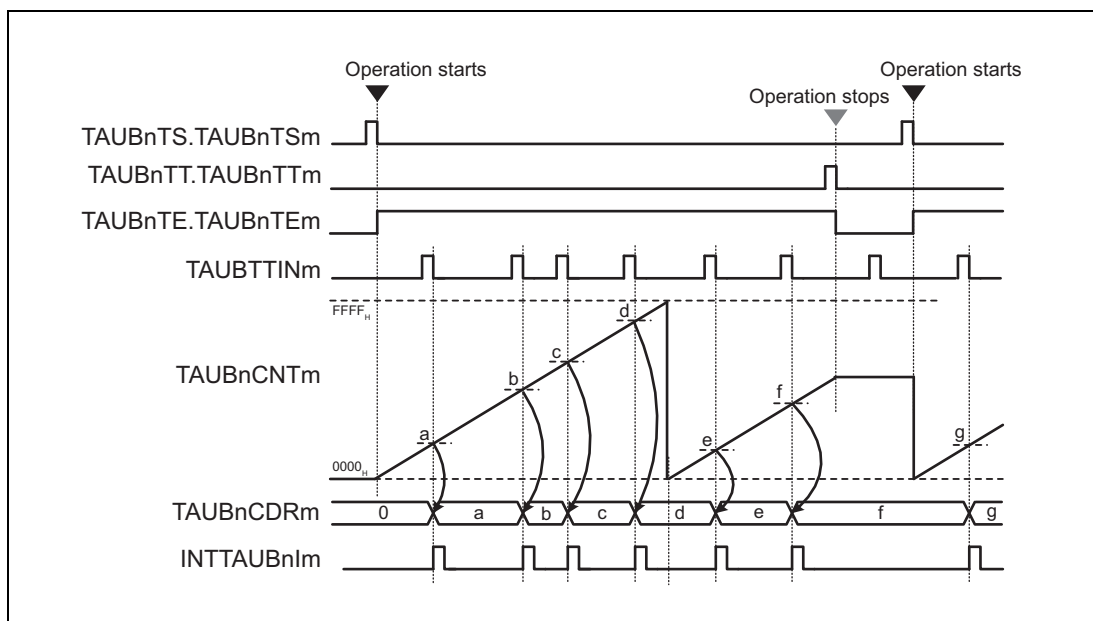 Operation starts
Operation starts
Operation stops
TAUBnTS.TAUBnTSm
TAUBnTT.TAUBnTTm
TAUBnTE.TAUBnTEm
TAUBTTINm
FFFFH
d
c
TAUBnCNTm
b
f
a
e
g
0000H
TAUBnCDRm
0 a b c d e f g
INTTAUBnIm